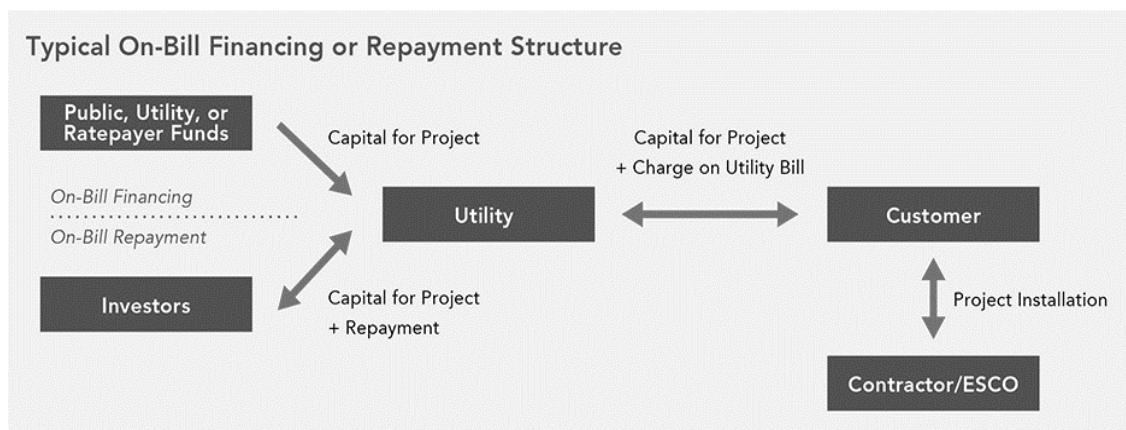 Typical On-Bill Financing or Repayment Structure
Public, Utility, or
Ratepayer Funds
Capital for Project
On-Bill Financing
On-Bill Repayment
Investors
Capital for Project
+ Repayment
Utility
Capital for Project
+ Charge on Utility Bill
Customer
Project Installation
Contractor/ESCO